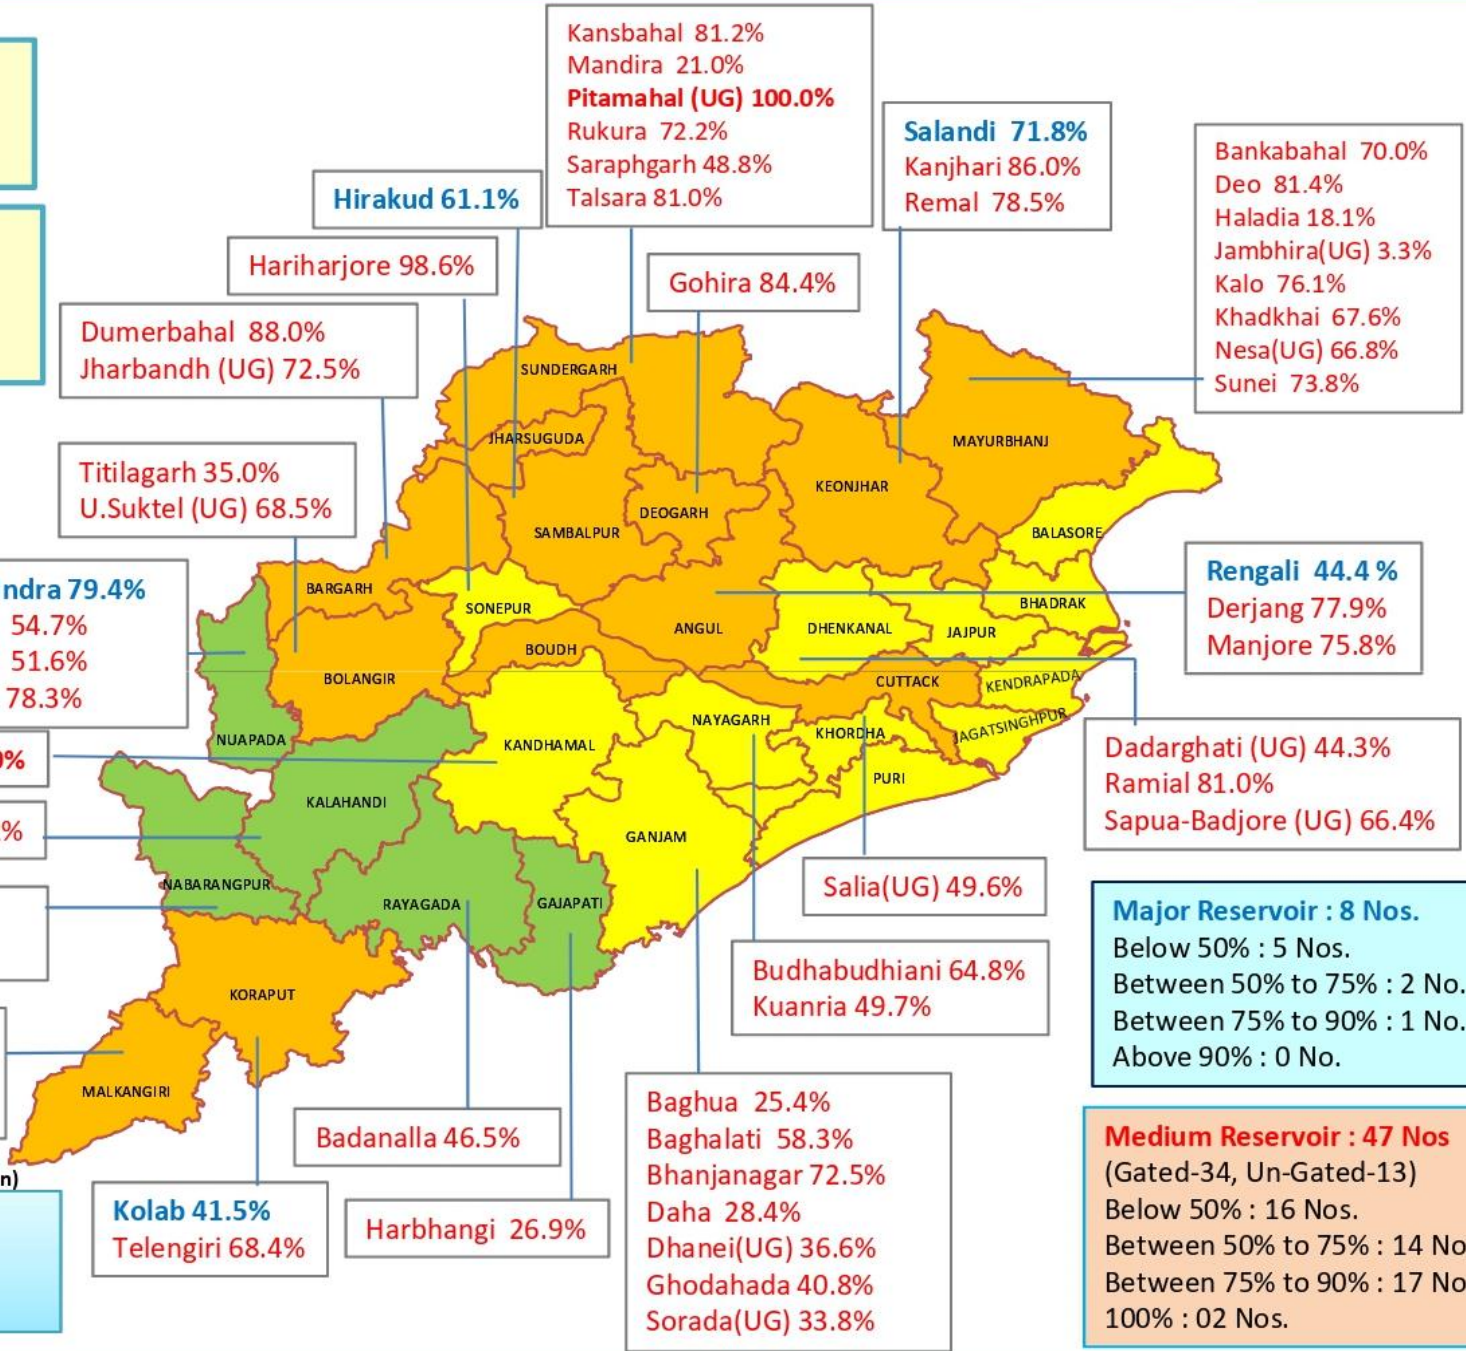 Kansbahal 81.2%
Mandira 21.0%
Pitamahal (UG) 100.0%
Rukura 72.2%
Saraphgarh 48.8%
Talsara 81.0%
Salandi 71.8%
Kanjhari 86.0%
Remal 78.5%
Bankabahal 70.0%
Deo 81.4%
Haladia 18.1%
Jambhira(UG) 3.3%
Kalo 76.1%
Khadkhai 67.6%
Nesa(UG) 66.8%
Sunei 73.8%
Hirakud 61.1%
Hariharjore 98.6%
Gohira 84.4%
Dumerbahal 88.0%
Jharbandh (UG) 72.5%
Titilagarh 35.0%
U.Suktel (UG) 68.5%
ndra 79.4%
54.7%
51.6%
78.3%
%
%
SUNDERGARH
JHARSUGUDA
MAYURBHANJ
KEONJHAR
DEOGARH
SAMBALPUR
BALASORE
BARGARH
SONEPUR
BHADRAK
ANGUL
DHENKANAL
JAJPUR
BOUDH
BOLANGIR
CUTTACK
KENDRAPADA
NUAPADA
KANDHAMAL
NAYAGARH
KHORDHA
JAGATSINGHPUR
PURI
KALAHANDI
GANJAM
NABARANGPUR
RAYAGADA
GAJAPATI
KORAPUT
MALKANGIRI
Rengali 44.4 %
Derjang 77.9%
Manjore 75.8%
Dadarghati (UG) 44.3%
Ramial 81.0%
Sapua-Badjore (UG) 66.4%
Salia(UG) 49.6%
Budhabudhiani 64.8%
Kuanria 49.7%
Badanalla 46.5%
n)
Kolab 41.5%
Telengiri 68.4%
Harbhangi 26.9%
Baghua 25.4%
Baghalati 58.3%
Bhanjanagar 72.5%
Daha 28.4%
Dhanei(UG) 36.6%
Ghodahada 40.8%
Sorada(UG) 33.8%
Major Reservoir : 8 Nos.
Below 50% : 5 Nos.
Between 50% to 75% : 2 No.
Between 75% to 90% : 1 No.
Above 90% : 0 No.
Medium Reservoir : 47 Nos
(Gated-34, Un-Gated-13)
Below 50% : 16 Nos.
Between 50% to 75% : 14 No
Between 75% to 90% : 17 No
100% : 02 Nos.